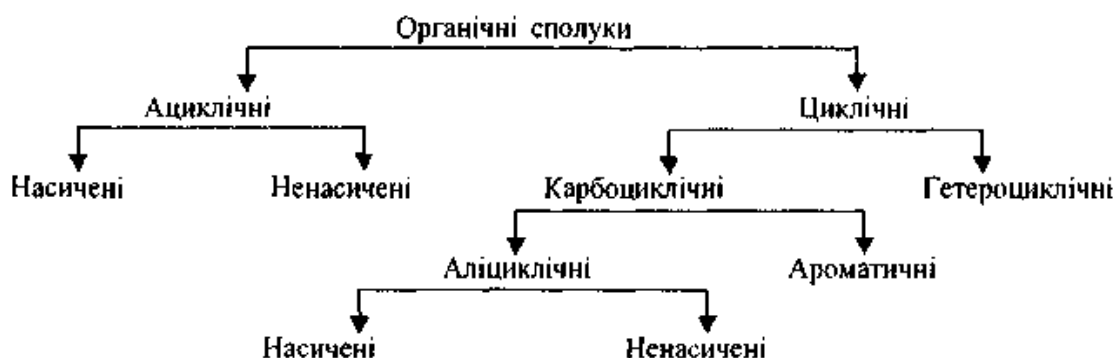 Органічні сполуки
Ациклічні Циклічні
Насичені Ненасичені Карбоциклічні Гетероциклічні
Аліциклічні Ароматичні
Насичені Ненасичені